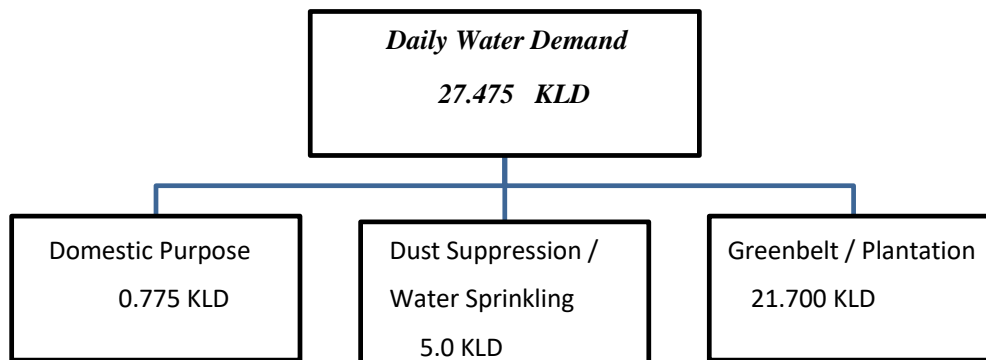 Daily Water Demand
27.475 KLD
Domestic Purpose
0.775 KLD
Dust Suppression /
Water Sprinkling
5.0 KLD
Greenbelt / Plantation
21.700 KLD